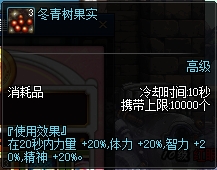 3
冬青树果实
高级
消耗品
冷却时间10秒
携带上限10000个
『使用效果』
在20秒内力量 +20%,体力 +20%,智力 +2
0%,精神 +20%。